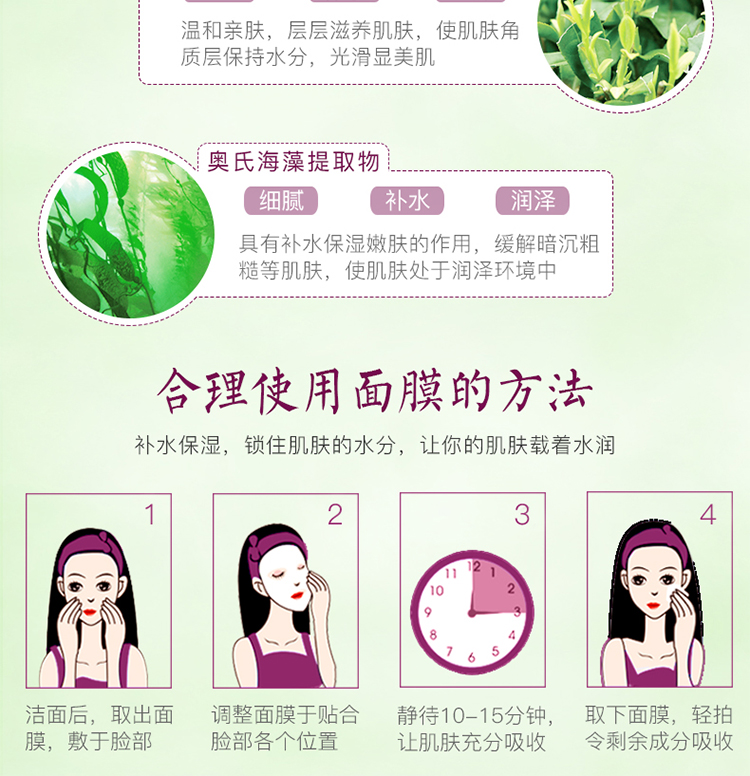 温和亲肤，层层滋养肌肤，使肌肤角
质层保持水分，光滑显美肌
奥氏海藻提取物
细腻 补水 润泽
具有补水保湿嫩肤的作用，缓解暗沉粗
糙等肌肤，使肌肤处于润泽环境中
合理使用面膜的方法
补水保湿，锁住肌肤的水分，让你的肌肤载着水润
1
洁面后，取出面
膜，敷于脸部
2
调整面膜于贴合
脸部各个位置
3
12
1
2
3
4
5
6
7
8
9
10
11
静待10-15分钟，
让肌肤充分吸收
4
取下面膜，轻拍
令剩余成分吸收